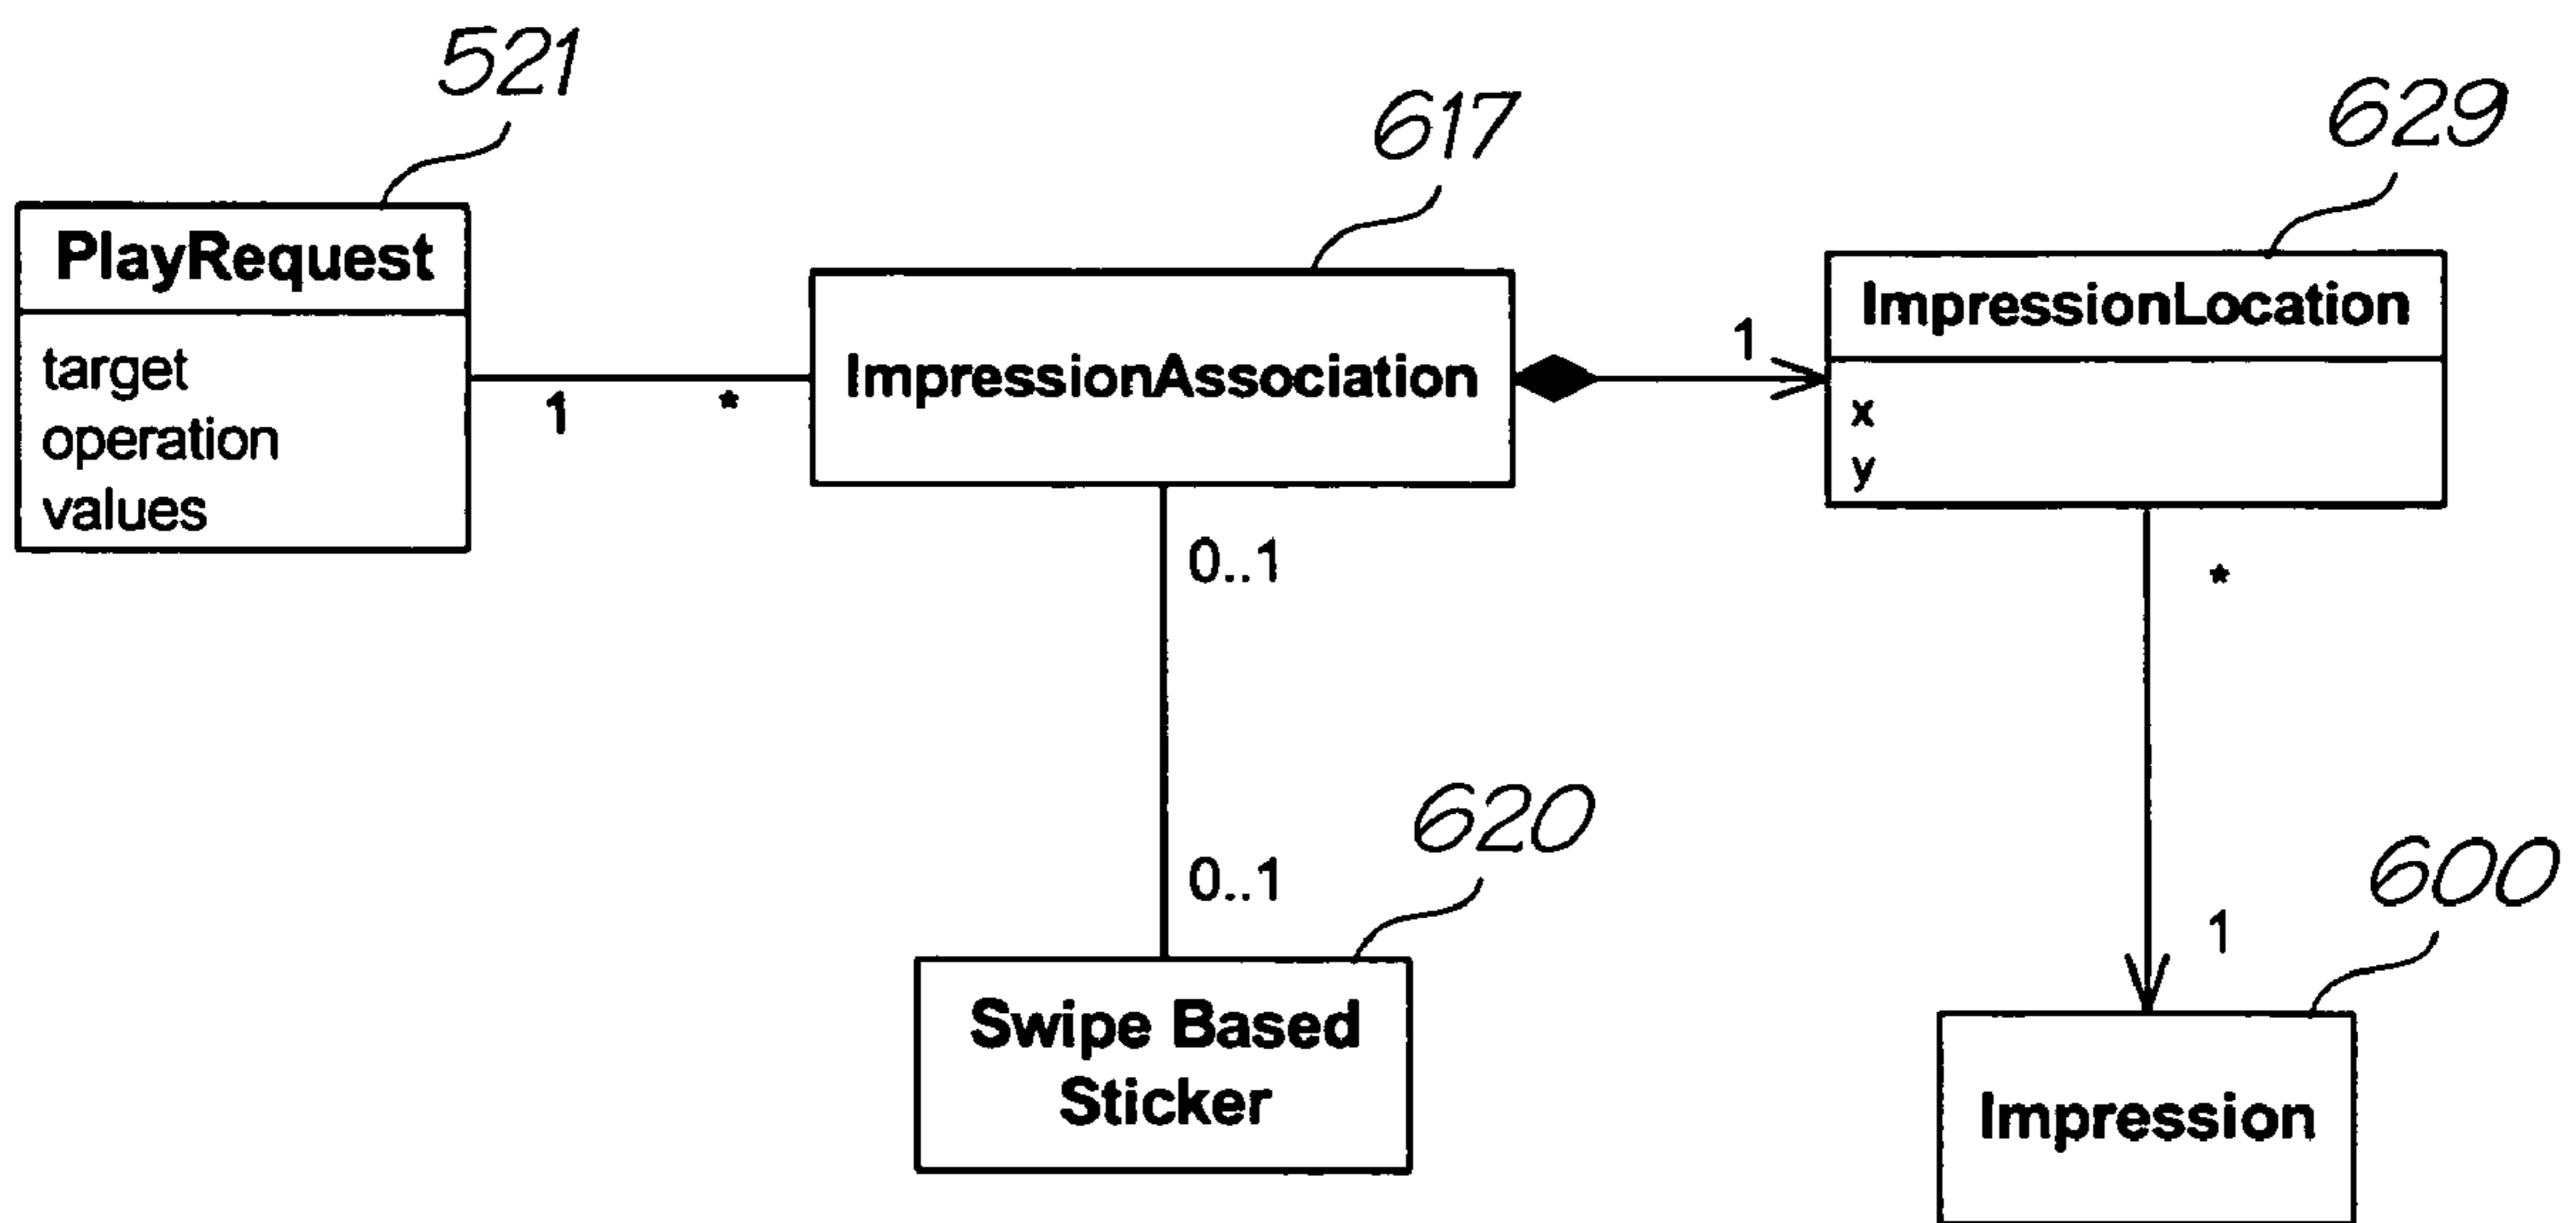 521
617
629
PlayRequest
target
operation
values
1
*
ImpressionAssociation
1
ImpressionLocation
x
y
0..1
*
0..1
620
1
600
Swipe Based
Sticker
Impression